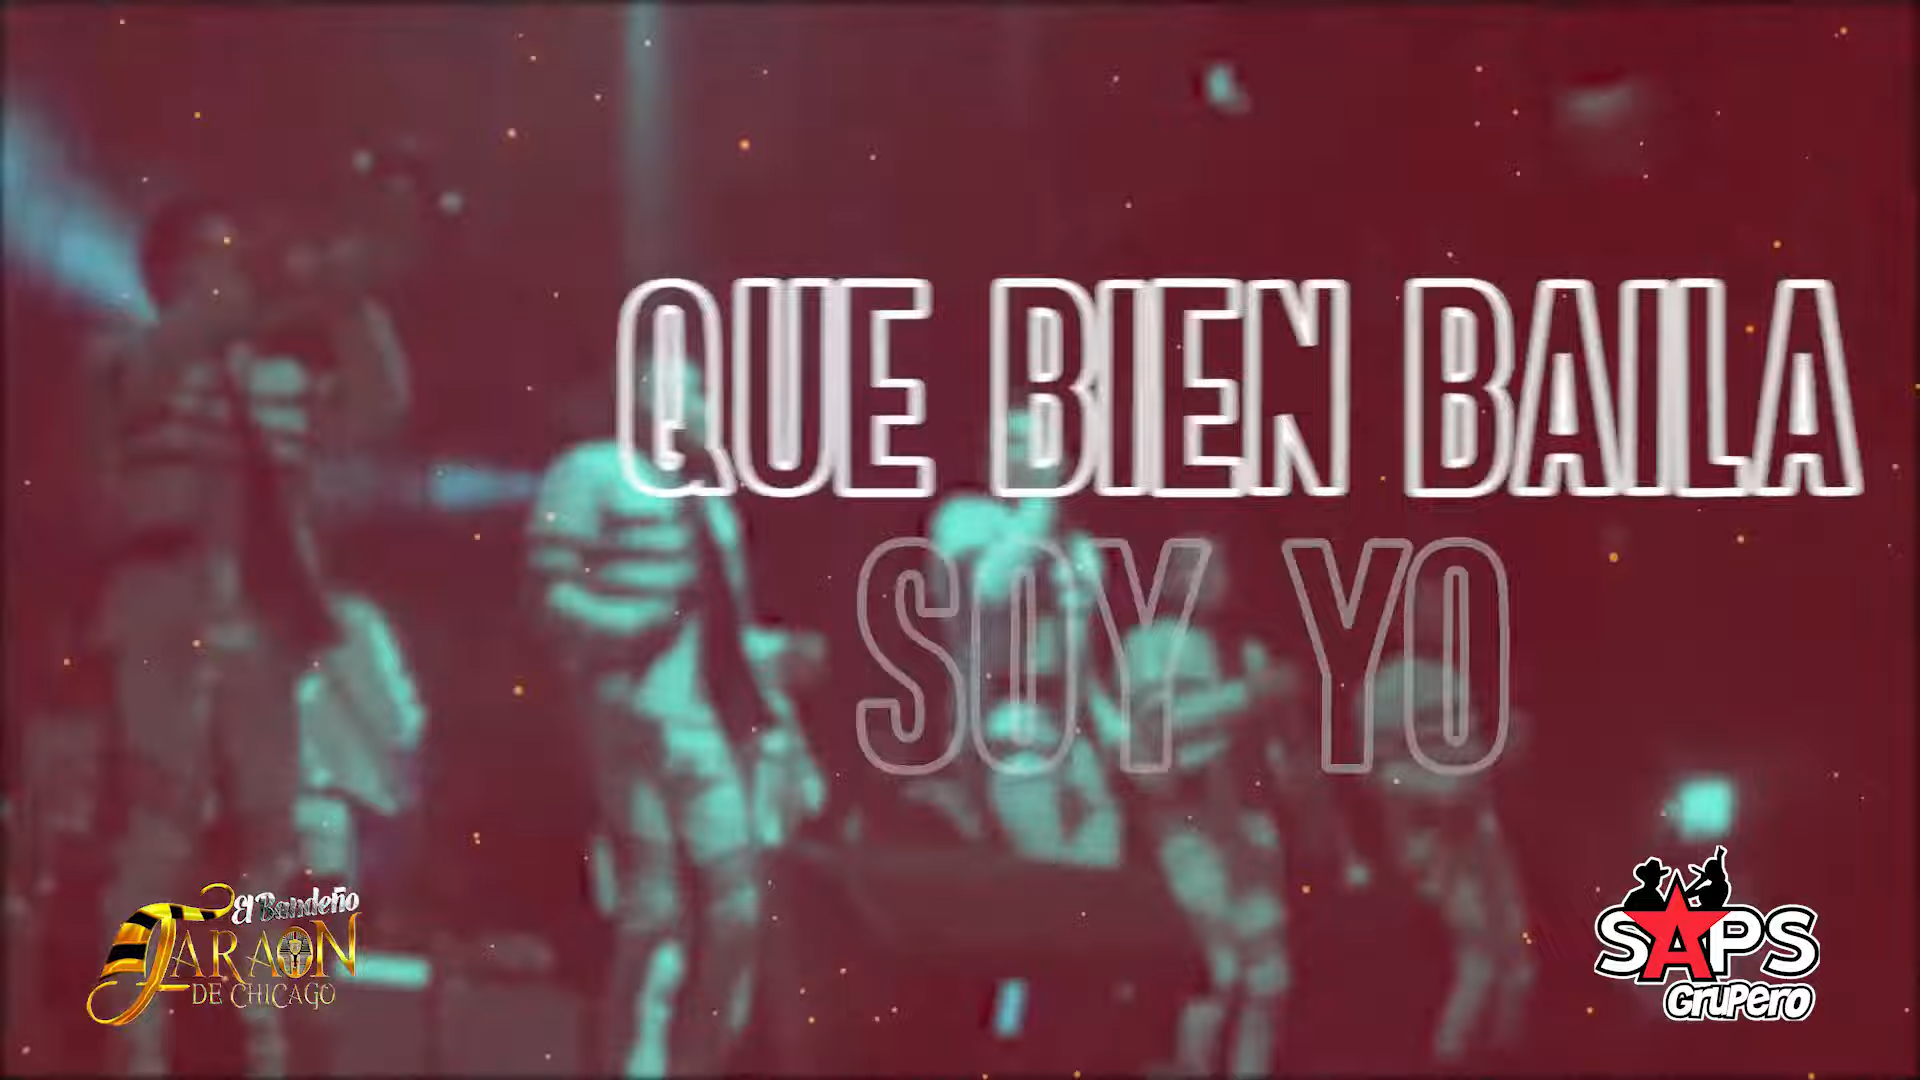 QUE BIEN BAILA
SOY YO
El Bandeño
FARAON
DE CHICAGO
SAPS
GRUPERO